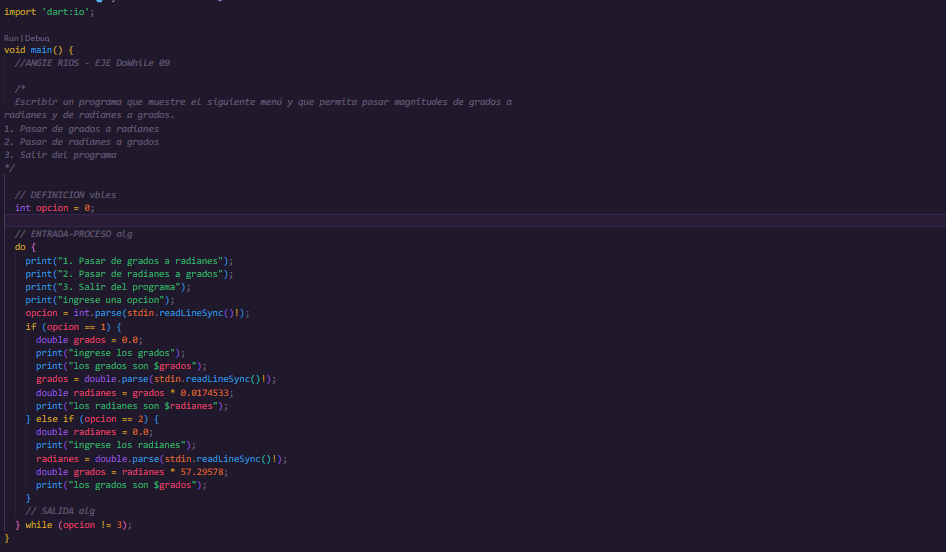 import 'dart:io';
Run | Debug
void main() {
//ANGIE RIOS - EJE DoWhile 09
/*
Escribir un programa que muestre el siguiente menú y que permita pasar magnitudes de grados a
radianes y de radianes a grados.
1. Pasar de grados a radianes
2. Pasar de radianes a grados
3. Salir del programa
*/
// DEFINICION vbles
int opcion = 0;
// ENTRADA-PROCESO alg
do {
print("1. Pasar de grados a radianes");
print("2. Pasar de radianes a grados");
print("3. Salir del programa");
print("ingrese una opcion");
opcion = int.parse(stdin.readLineSync()!);
if (opcion == 1) {
double grados = 0.0;
print("ingrese los grados");
print("los grados son $grados");
grados = double.parse(stdin.readLineSync()!);
double radianes = grados * 0.0174533;
print("los radianes son $radianes");
} else if (opcion == 2) {
double radianes = 0.0;
print("ingrese los radianes");
radianes = double.parse(stdin.readLineSync()!);
double grados = radianes * 57.29578;
print("los grados son $grados");
}
// SALIDA alg
} while (opcion != 3);
}